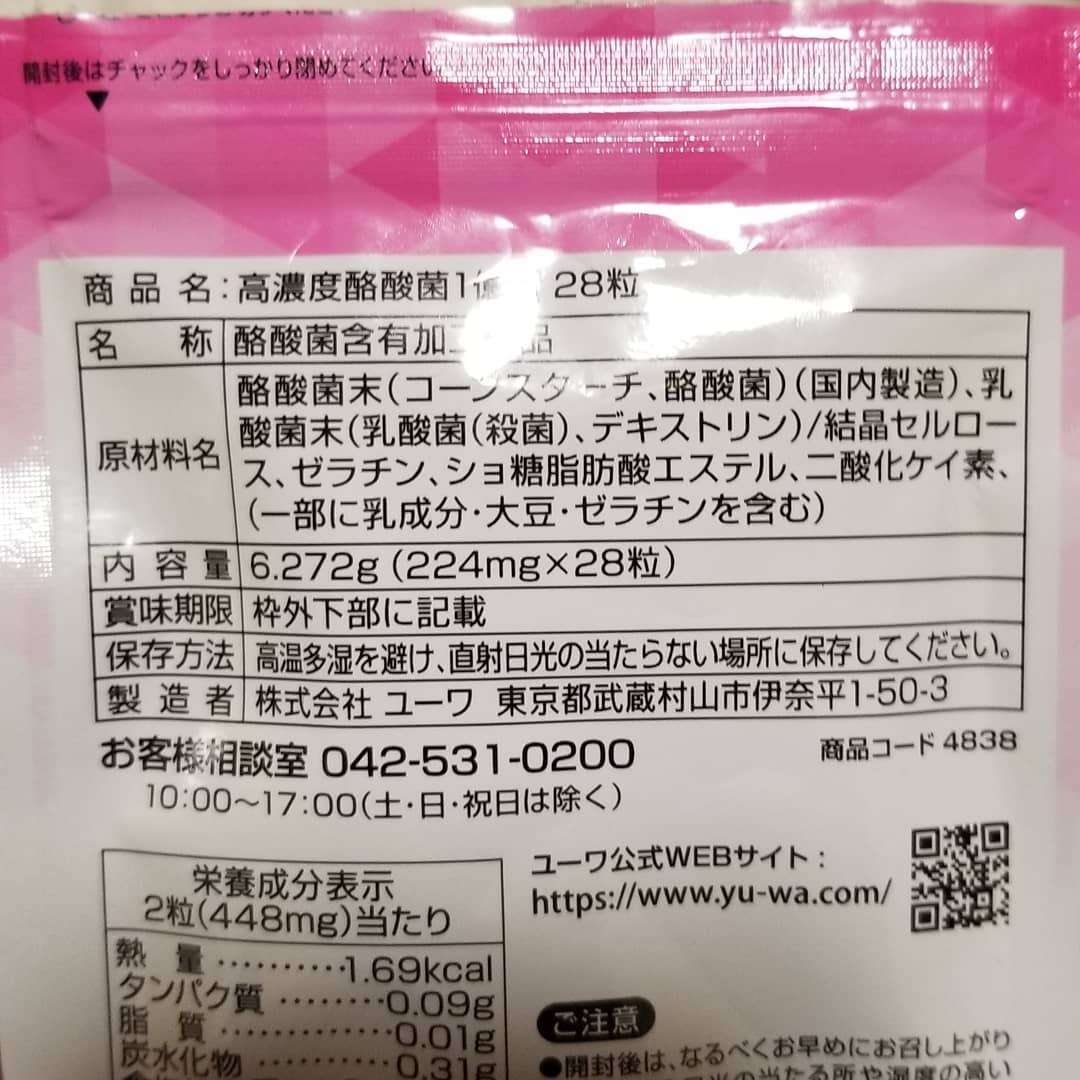 開封後はチャックをしっかり閉めてください
▼
商品名:高濃度酪酸菌1 28粒
名称 酪酸菌含有加 品
原材料名 酪酸菌末(コーンスターチ、酪酸菌)(国内製造)、乳
酸菌末(乳酸菌(殺菌)、デキストリン)/結晶セルロー
ス、ゼラチン、ショ糖脂肪酸エステル、二酸化ケイ素、
(一部に乳成分・大豆・ゼラチンを含む)
内容量 6.272g(224mg×28粒)
賞味期限 枠外下部に記載
保存方法 高温多湿を避け、直射日光の当たらない場所に保存してください。
製造者 株式会社 ユーワ 東京都武蔵村山市伊奈平1-50-3
お客様相談室 042-531-0200
商品コード 4838
10:00〜17:00(土・日・祝日は除く)
栄養成分表示
2粒(448mg)当たり
熱量 ··········1.69kcal
タンパク質 ········0.09g
脂質 ·············0.01g
炭水化物 ··········0.31g
ユーワ公式WEBサイト:
https://www.yu-wa.com/
ご注意
●開封後は、なるべくお早めにお召し上がり
の当たる所や湿度の高い